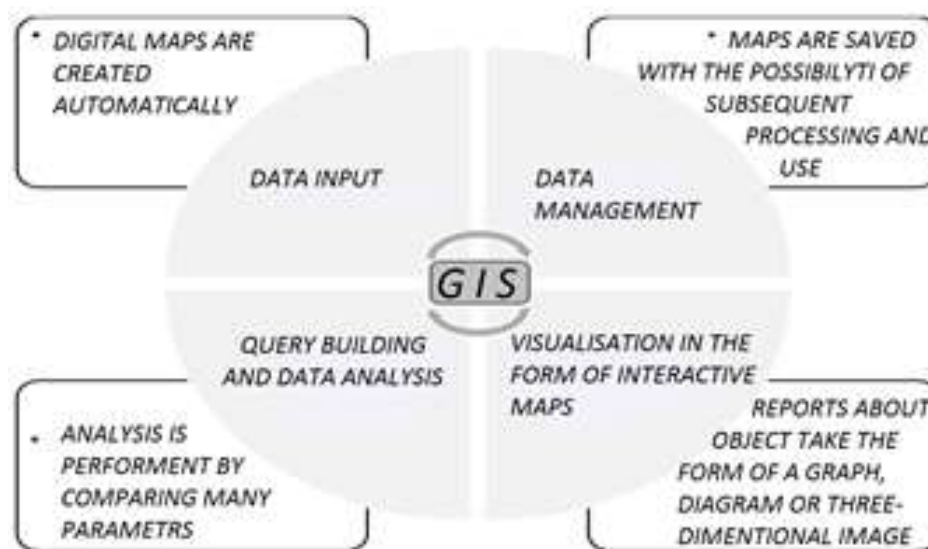 * DIGITAL MAPS ARE
CREATED
AUTOMATICALLY
* MAPS ARE SAVED
WITH THE POSSIBILYTI OF
SUBSEQUENT
PROCESSING AND
USE
DATA INPUT
DATA
MANAGEMENT
GIS
QUERY BUILDING
AND DATA ANALYSIS
VISUALISATION IN THE
FORM OF INTERACTIVE
MAPS
* ANALYSIS IS
PERFORMENT BY
COMPARING MANY
PARAMETRS
REPORTS ABOUT
OBJECT TAKE THE
FORM OF A GRAPH,
DIAGRAM OR THREE-
DIMENTIONAL IMAGE